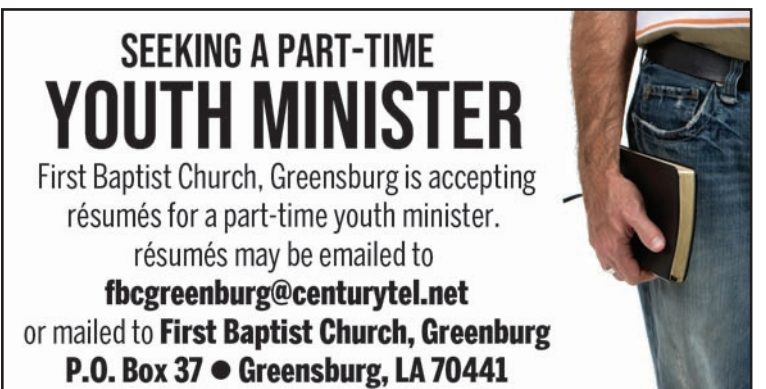 SEEKING A PART-TIME
YOUTH MINISTER
First Baptist Church, Greensburg is accepting
résumés for a part-time youth minister.
résumés may be emailed to
fbcgreenburg@centurytel.net
or mailed to First Baptist Church, Greenburg
P.O. Box 37 ● Greensburg, LA 70441